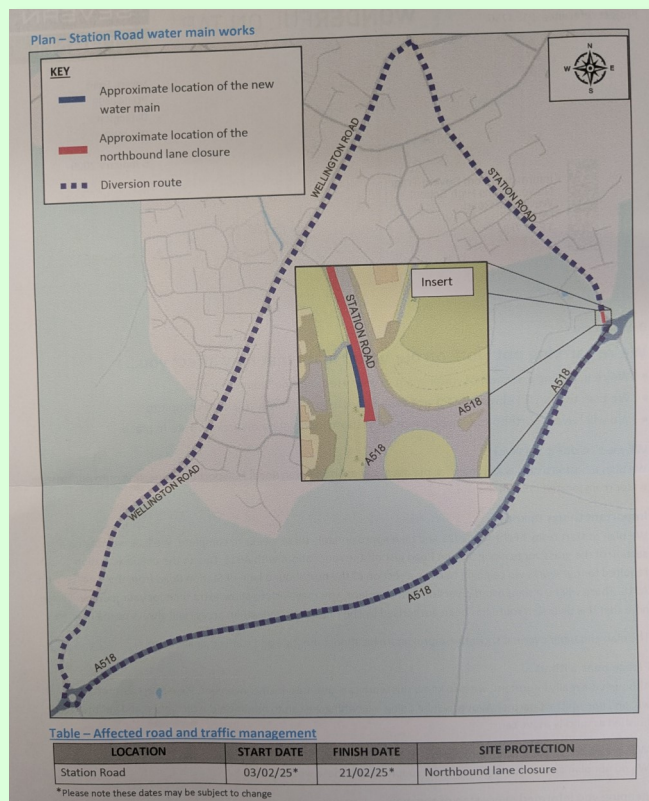 Plan – Station Road water main works
KEY
Approximate location of the new
water main
Approximate location of the
northbound lane closure
Diversion route
N
W E
S
WELLINGTON ROAD
STATION ROAD
Insert
STATION ROAD
A518
A518
A518
WELLINGTON ROAD
A518
A518
Table – Affected road and traffic management
LOCATION START DATE FINISH DATE SITE PROTECTION
Station Road 03/02/25* 21/02/25* Northbound lane closure
*Please note these dates may be subject to change